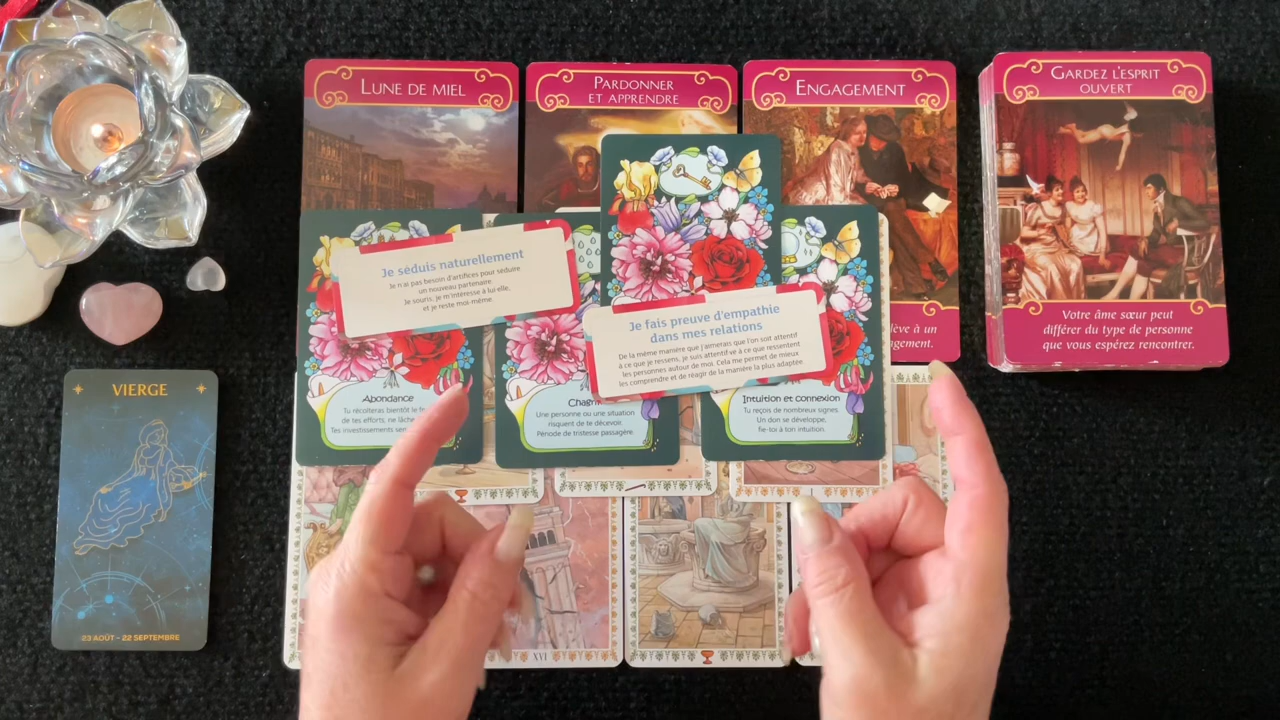 LUNE DE MIEL
PARDONNER
ET APPRENDRE
ENGAGEMENT
GARDEZ L'ESPRIT
OUVERT
Votre âme sœur peut
différer du type de personne
que vous espérez rencontrer.
lève à un
agement.
Je séduis naturellement
Je n'ai pas besoin d'artifices pour séduire
un nouveau partenaire.
Je souris, je m'intéresse à lui·elle,
et je reste moi-même.
Je fais preuve d'empathie
dans mes relations
De la même manière que j'aimerais que l'on soit attentif
à ce que je ressens, je suis attentif·ve à ce que ressentent
les personnes autour de moi. Cela me permet de mieux
les comprendre et de réagir de la manière la plus adaptée.
Abondance
Tu récolteras bientôt le
de tes efforts, ne lâche
Tes investissements
Chagr
Une personne ou une situation
risquent de te décevoir.
Période de tristesse passagère.
Intuition et connexion
Tu reçois de nombreux signes.
Un don se développe,
fie-toi à ton intuition.
VIERGE
23 AOÛT - 22 SEPTEMBRE
XVI